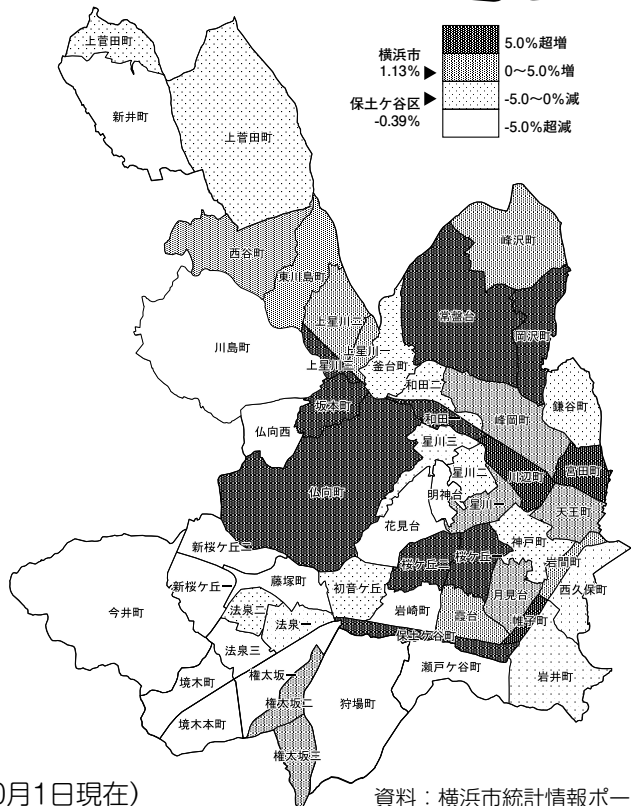 横浜市
1.13%
保土ケ谷区
-0.39%
5.0%超増
0～5.0%増
-5.0～0%減
-5.0%超減
上菅田町
新井町
上菅田町
峰沢町
西谷町
東川島町
常盤台
上星川二
岡沢町
川島町
上星川一
上星川三
釜台町
和田二
坂本町
鎌谷町
和田一
峰岡町
仏向西
星川三
星川二
川辺町
宮田町
仏向町
明神台
星川一
天王町
花見台
神戸町
新桜ケ丘二
桜ケ丘二
桜ケ丘一
岩間町
新桜ケ丘一
藤塚町
初音ケ丘
月見台
西久保町
今井町
法泉二
岩崎町
霞台
帷子町
法泉一
保土ケ谷町
法泉三
瀬戸ケ谷町
岩井町
境木町
権太坂一
権太坂二
狩場町
境木本町
権太坂三
0月1日現在）
資料：横浜市統計情報ポー